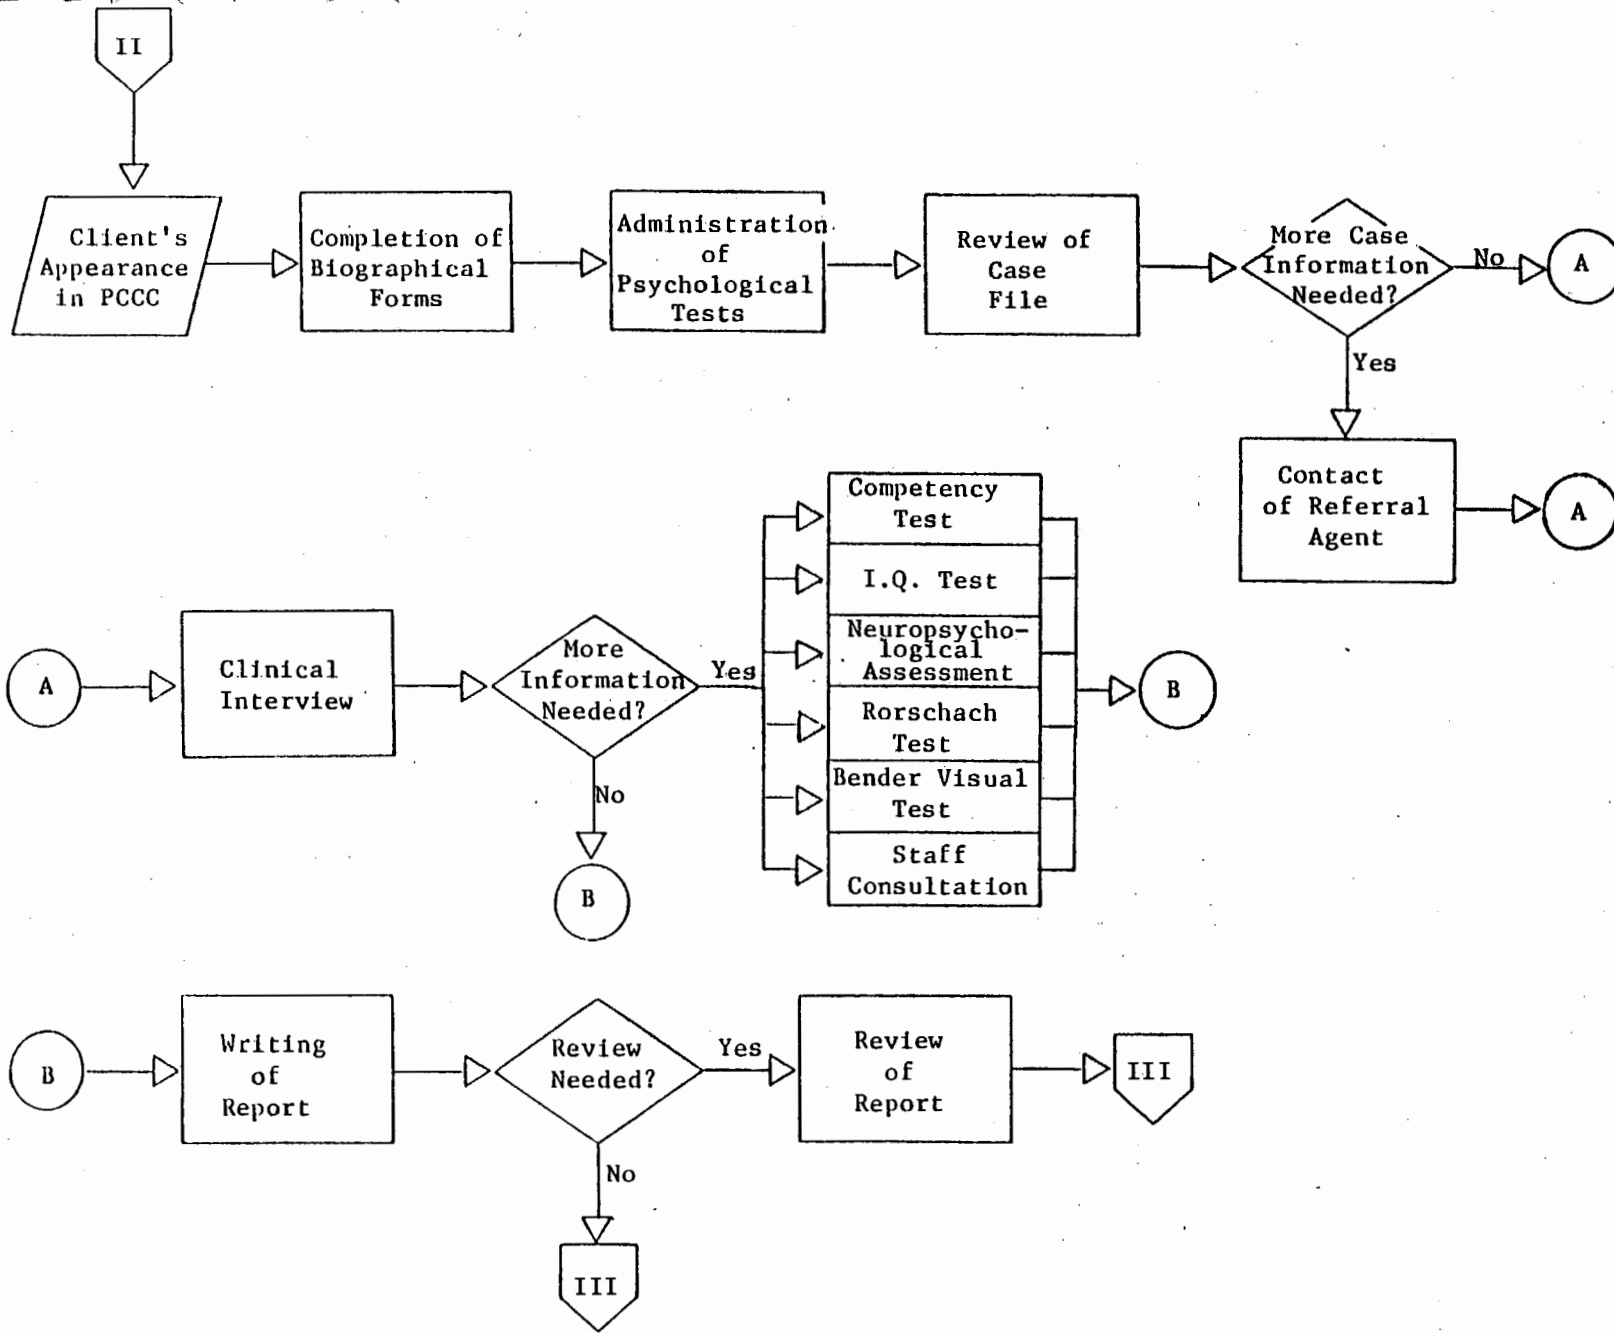 II
Client's
Appearance
in PCCC
Completion of
Biographical
Forms
Administration
of
Psychological
Tests
Review of
Case
File
More Case
Information
Needed?
No
A
Yes
Contact
of Referral
Agent
A
A
Clinical
Interview
More
Information
Needed?
Yes
No
B
Competency
Test
I.Q. Test
Neuropsycho-
logical
Assessment
Rorschach
Test
Bender Visual
Test
Staff
Consultation
B
B
Writing
of
Report
Review
Needed?
Yes
No
III
Review
of
Report
III